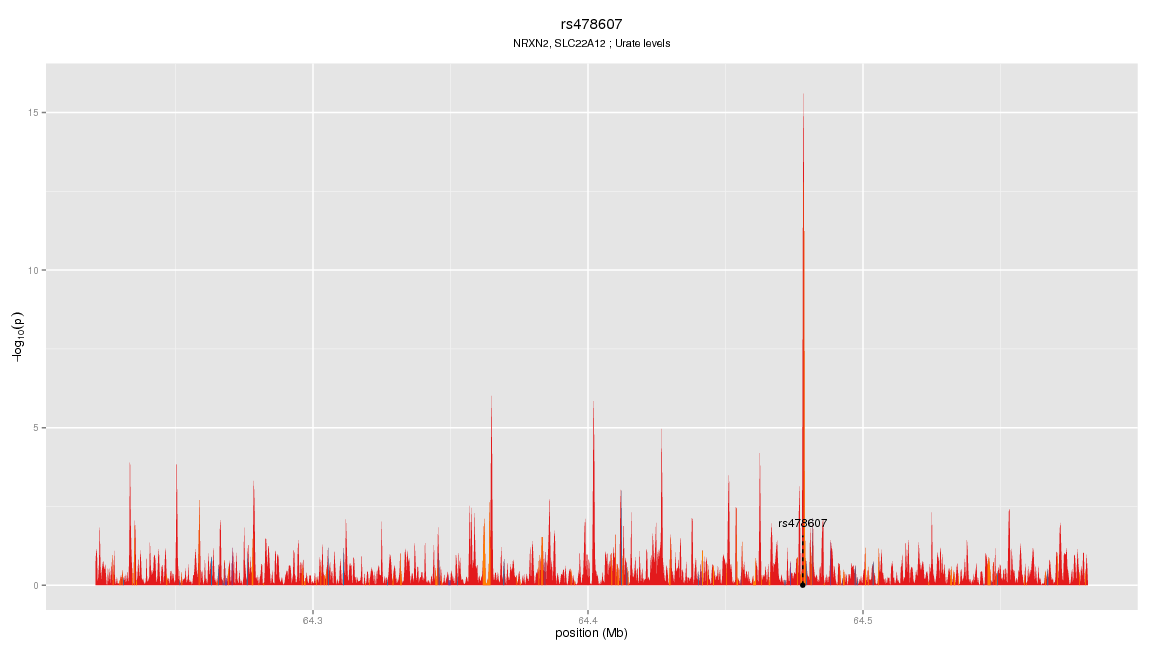 rs478607
NRXN2, SLC22A12 ; Urate levels
15
10
5
0
−log10(p)
rs478607
64.3
64.4
64.5
position (Mb)